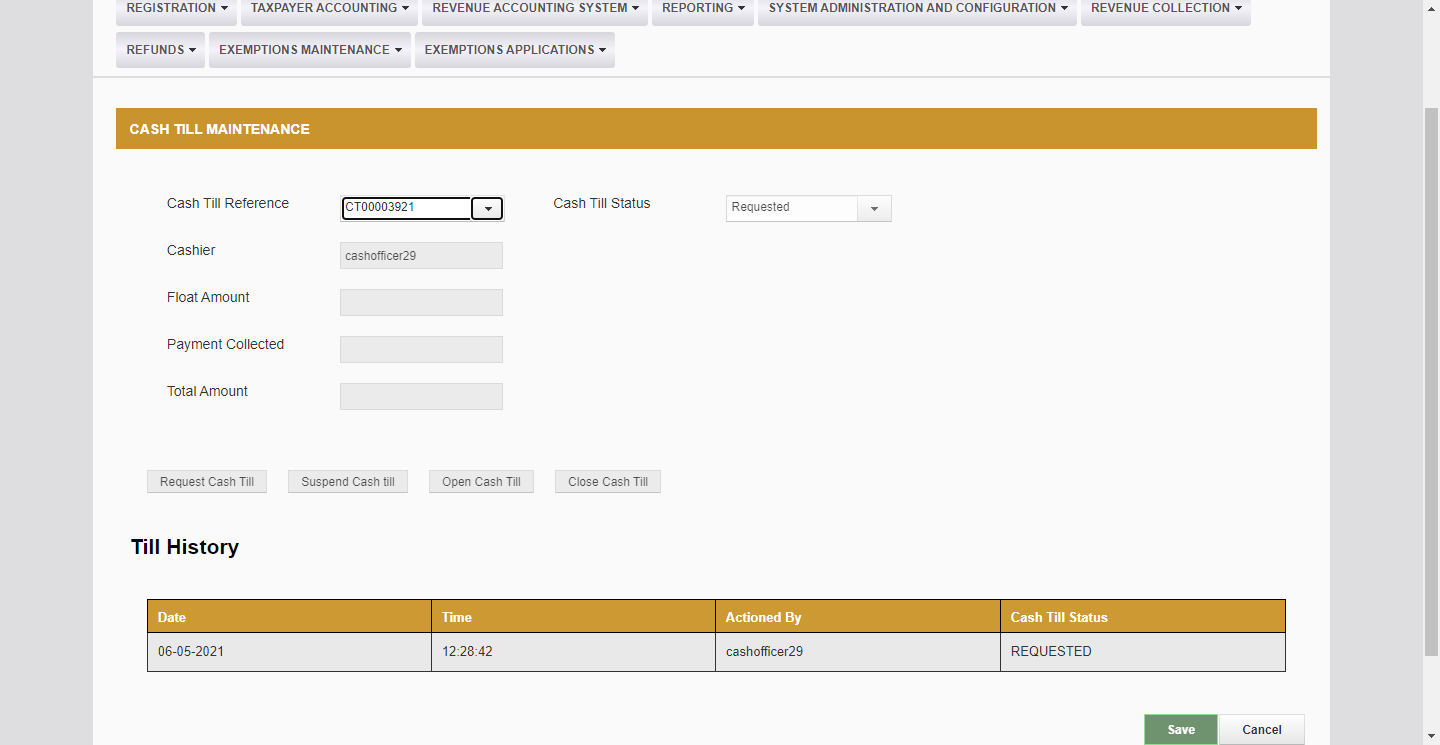 REGISTRATION TAXPAYER ACCOUNTING REVENUE ACCOUNTING SYSTEM REPORTING SYSTEM ADMINISTRATION AND CONFIGURATION REVENUE COLLECTION
REFUNDS EXEMPTIONS MAINTENANCE EXEMPTIONS APPLICATIONS
CASH TILL MAINTENANCE
Cash Till Reference CT00003921 Cash Till Status Requested
Cashier cashofficer29
Float Amount
Payment Collected
Total Amount
Request Cash Till Suspend Cash till Open Cash Till Close Cash Till
Till History
Date Time Actioned By Cash Till Status
06-05-2021 12:28:42 cashofficer29 REQUESTED
Save Cancel